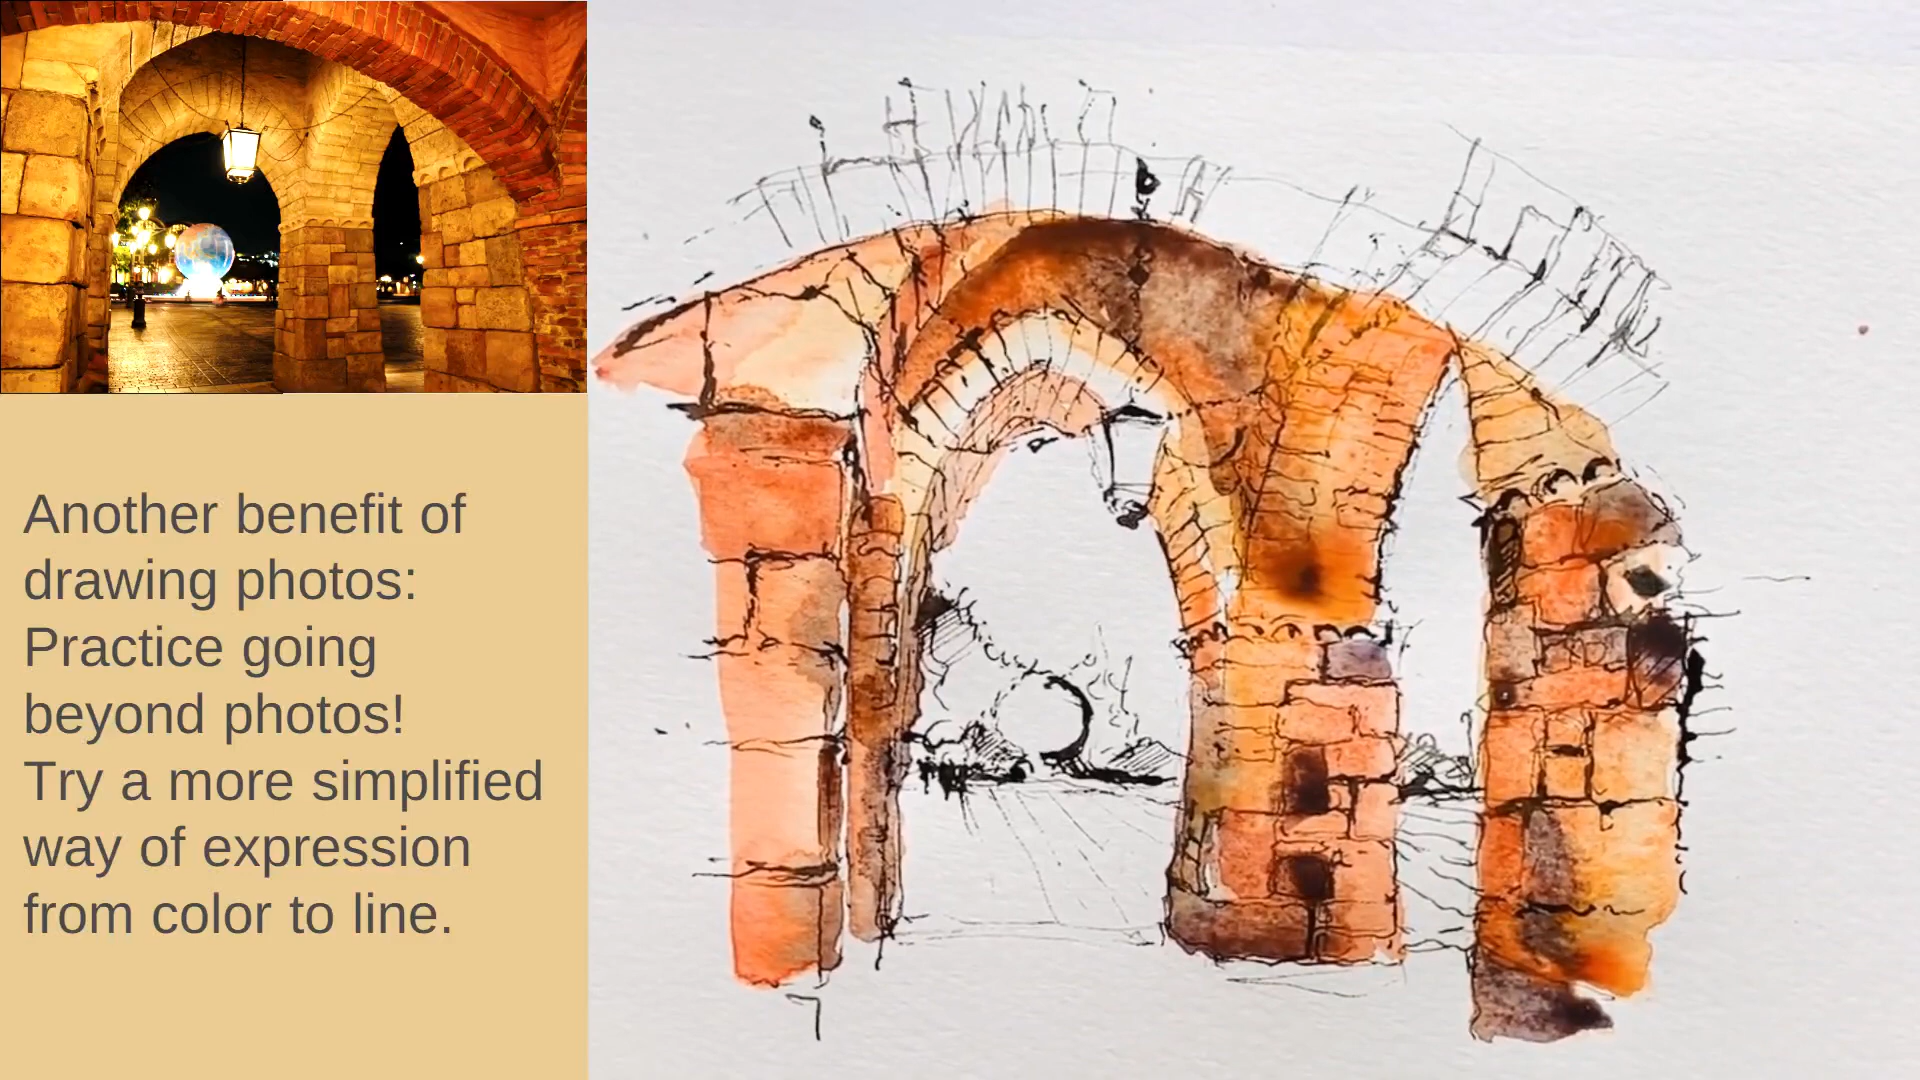 Another benefit of
drawing photos:
Practice going
beyond photos!
Try a more simplified
way of expression
from color to line.